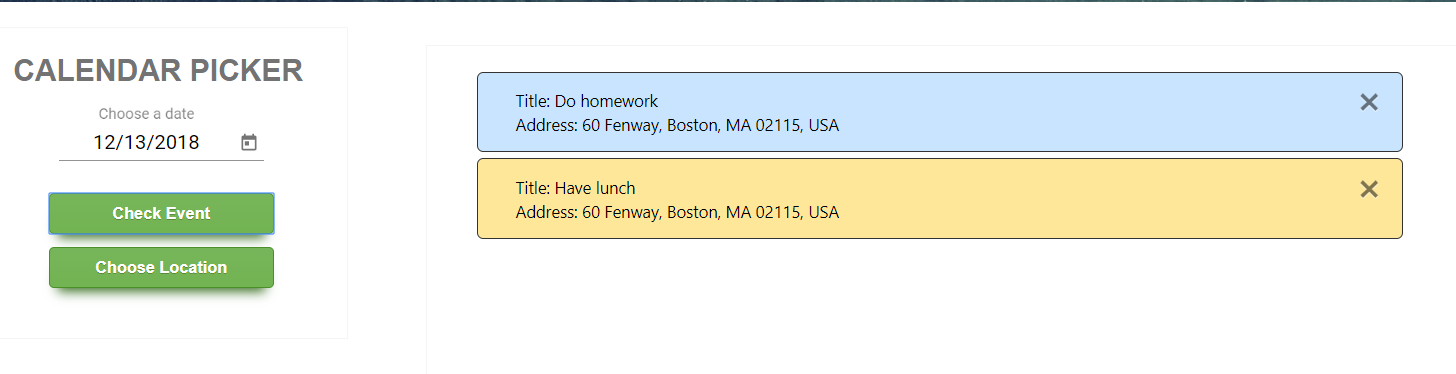 CALENDAR PICKER
Choose a date
12/13/2018
Check Event
Choose Location
Title: Do homework
Address: 60 Fenway, Boston, MA 02115, USA
Title: Have lunch
Address: 60 Fenway, Boston, MA 02115, USA